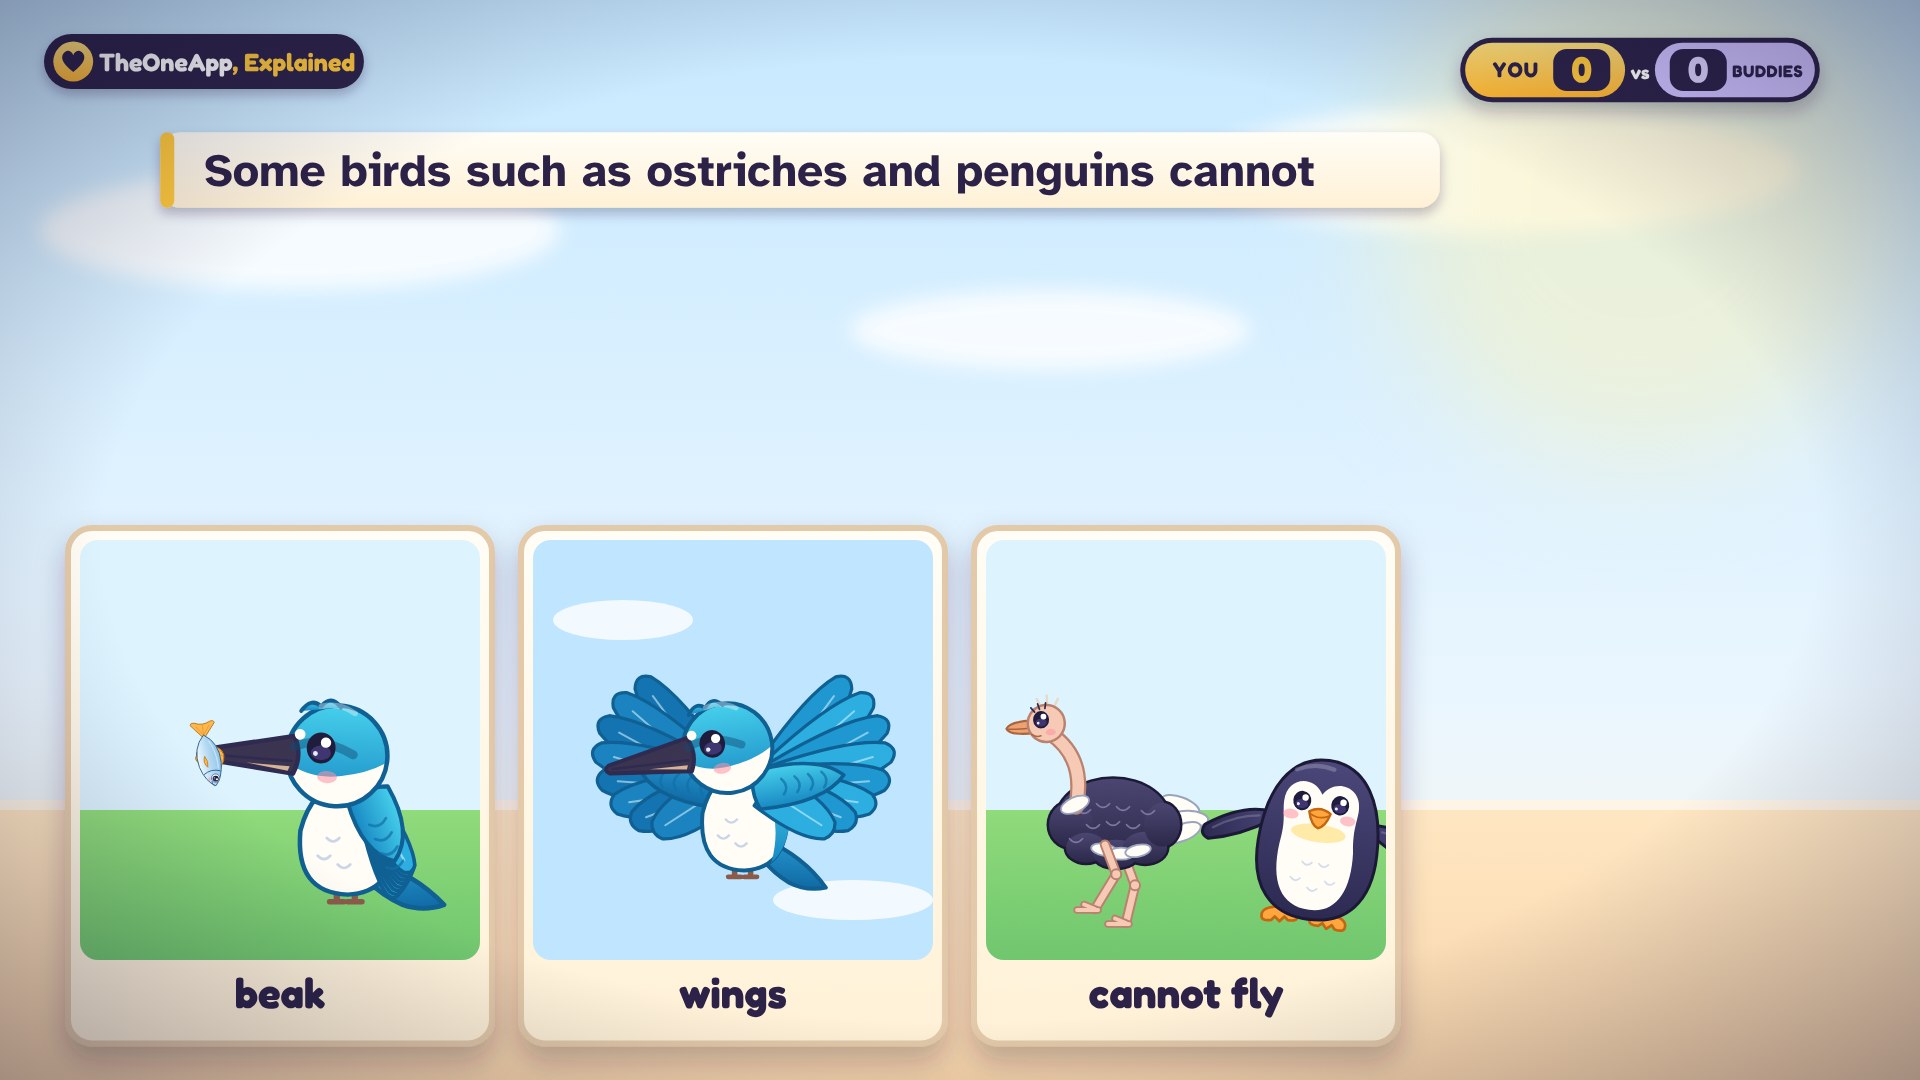 TheOneApp, Explained
YOU 0 vs 0 BUDDIES
Some birds such as ostriches and penguins cannot
beak
wings
cannot fly